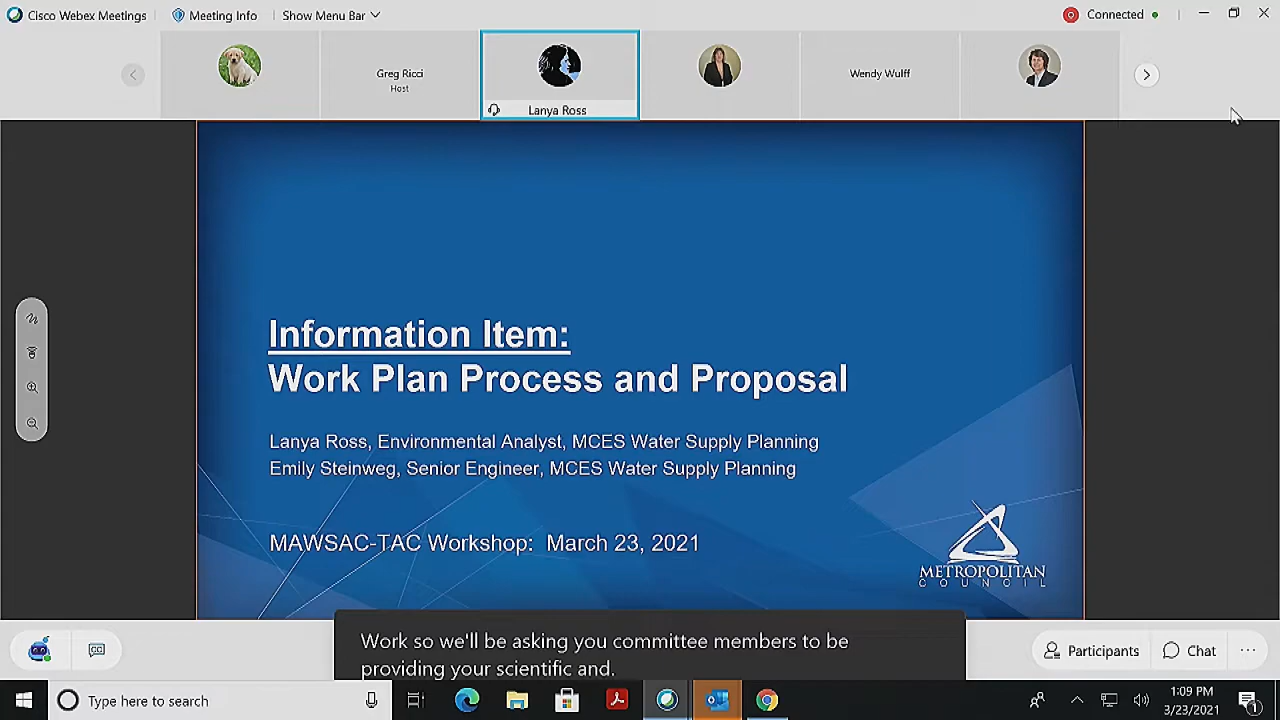 Cisco Webex Meetings
Meeting Info
Show Menu Bar
Connected
Greg Ricci
Host
Lanya Ross
Wendy Wulff
Information Item:
Work Plan Process and Proposal
Lanya Ross, Environmental Analyst, MCES Water Supply Planning
Emily Steinweg, Senior Engineer, MCES Water Supply Planning
MAWSAC-TAC Workshop:  March 23, 2021
METROPOLITAN
COUNCIL
Work so we'll be asking you committee members to be
providing your scientific and.
CC
Participants
Chat
Type here to search
1:09 PM
3/23/2021
1